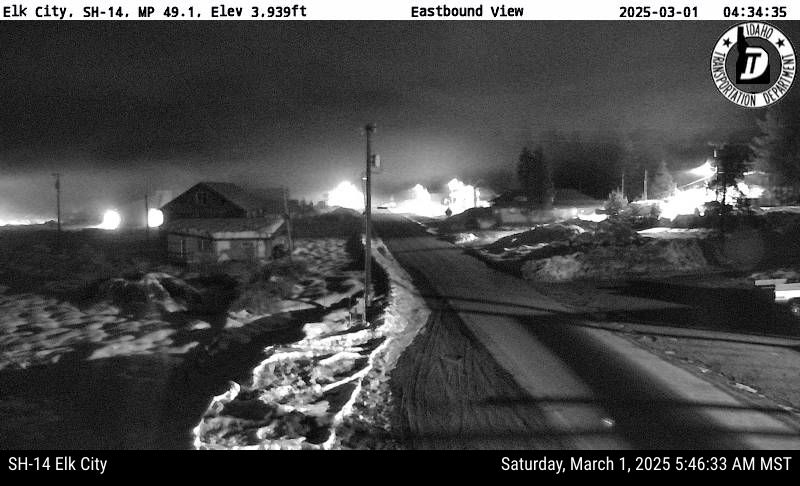 Elk City, SH-14, MP 49.1, Elev 3,939ft Eastbound View 2025-03-01 04:34:35
IDAHO
TRANSPORTATION DEPARTMENT
SH-14 Elk City Saturday, March 1, 2025 5:46:33 AM MST